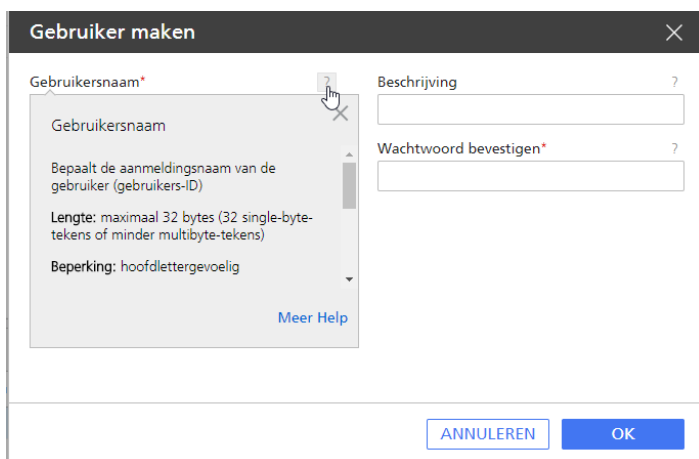 Gebruiker maken
Gebruikersnaam*
?
Gebruikersnaam
Bepaalt de aanmeldingsnaam van de
gebruiker (gebruikers-ID)
Lengte: maximaal 32 bytes (32 single-byte-
tekens of minder multibyte-tekens)
Beperking: hoofdlettergevoelig
Meer Help
Beschrijving
?
Wachtwoord bevestigen*
?
ANNULEREN
OK